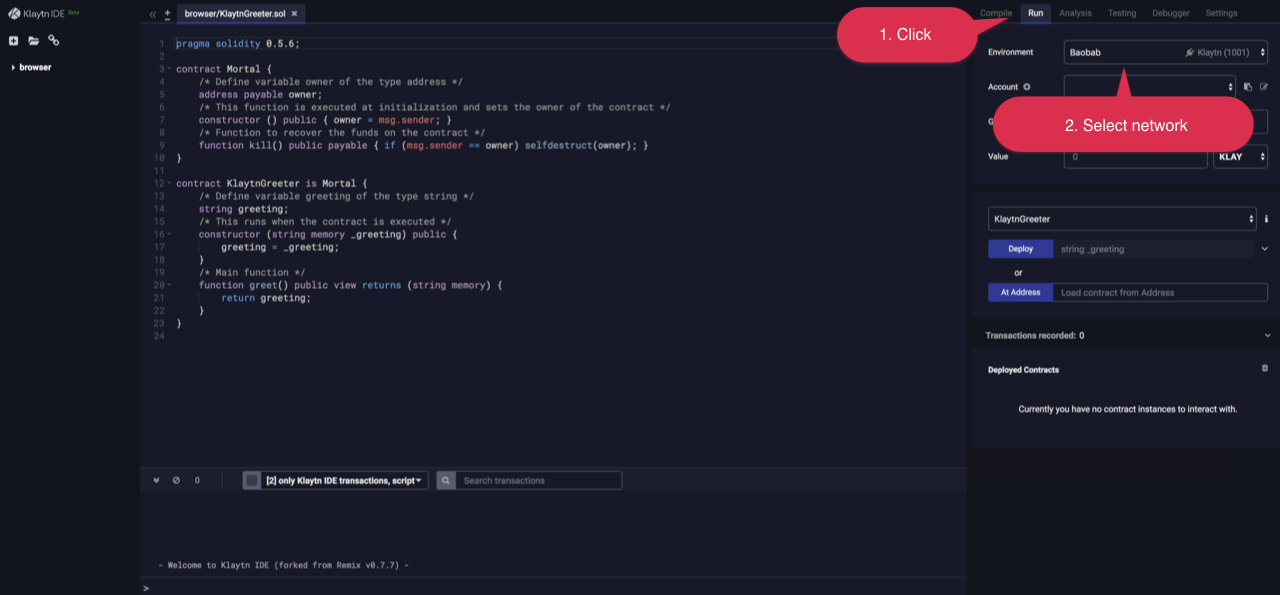 Klaytn IDE Beta
browser
browser/KlaytnGreeter.sol
1 pragma solidity 0.5.6;
2
3 contract Mortal {
4 /* Define variable owner of the type address */
5 address payable owner;
6 /* This function is executed at initialization and sets the owner of the contract */
7 constructor () public { owner = msg.sender; }
8 /* Function to recover the funds on the contract */
9 function kill() public payable { if (msg.sender == owner) selfdestruct(owner); }
10 }
11
12 contract KlaytnGreeter is Mortal {
13 /* Define variable greeting of the type string */
14 string greeting;
15 /* This runs when the contract is executed */
16 constructor (string memory _greeting) public {
17 greeting = _greeting;
18 }
19 /* Main function */
20 function greet() public view returns (string memory) {
21 return greeting;
22 }
23 }
24
0
[2] only Klaytn IDE transactions, script
Search transactions
- Welcome to Klaytn IDE (forked from Remix v0.7.7) -
>
Compile Run Analysis Testing Debugger Settings
1. Click
Environment Baobab Klaytn (1001)
Account
2. Select network
G
Value 0 KLAY
KlaytnGreeter
Deploy string _greeting
or
At Address Load contract from Address
Transactions recorded: 0
Deployed Contracts
Currently you have no contract instances to interact with.